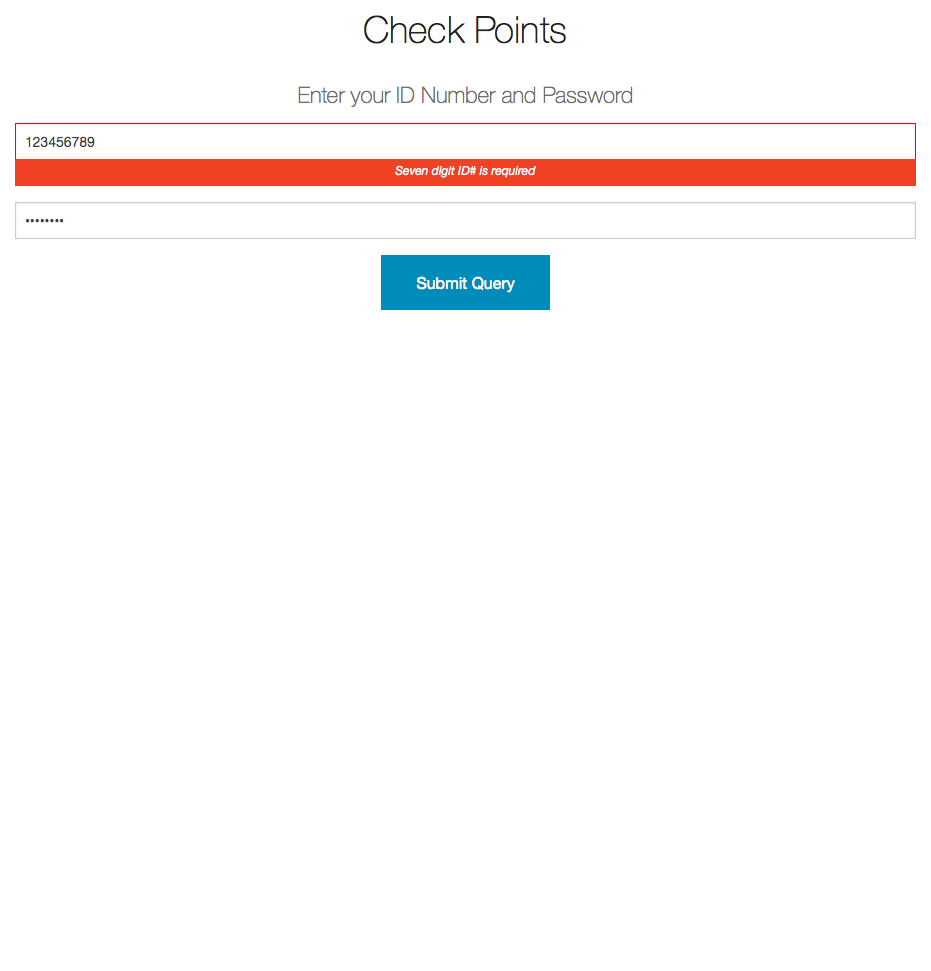 Check Points
Enter your ID Number and Password
123456789
Seven digit ID# is required
••••••••
Submit Query